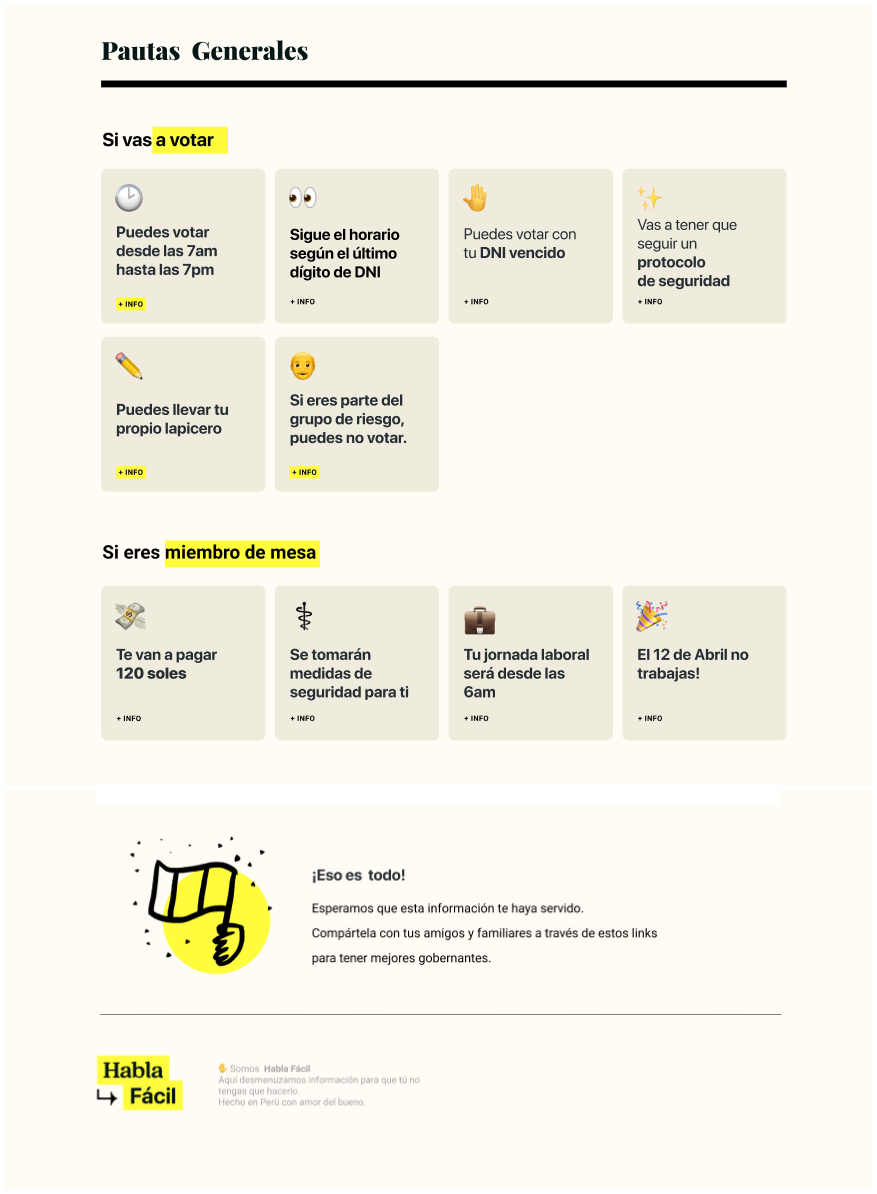 Pautas Generales
Si vas a votar
Puedes votar
desde las 7am
hasta las 7pm
+ INFO
Sigue el horario
según el último
dígito de DNI
+ INFO
Puedes votar con
tu DNI vencido
+ INFO
Vas a tener que
seguir un
protocolo
de seguridad
+ INFO
Puedes llevar tu
propio lapicero
+ INFO
Si eres parte del
grupo de riesgo,
puedes no votar.
+ INFO
Si eres miembro de mesa
Te van a pagar
120 soles
+ INFO
Se tomarán
medidas de
seguridad para ti
+ INFO
Tu jornada laboral
será desde las
6am
+ INFO
El 12 de Abril no
trabajas!
+ INFO
¡Eso es todo!
Esperamos que esta información te haya servido.
Compártela con tus amigos y familiares a través de estos links
para tener mejores gobernantes.
Habla
Fácil
Somos Habla Fácil
Aquí desmenuzamos información para que tú no
tengas que hacerlo.
Hecho en Perú con amor del bueno.